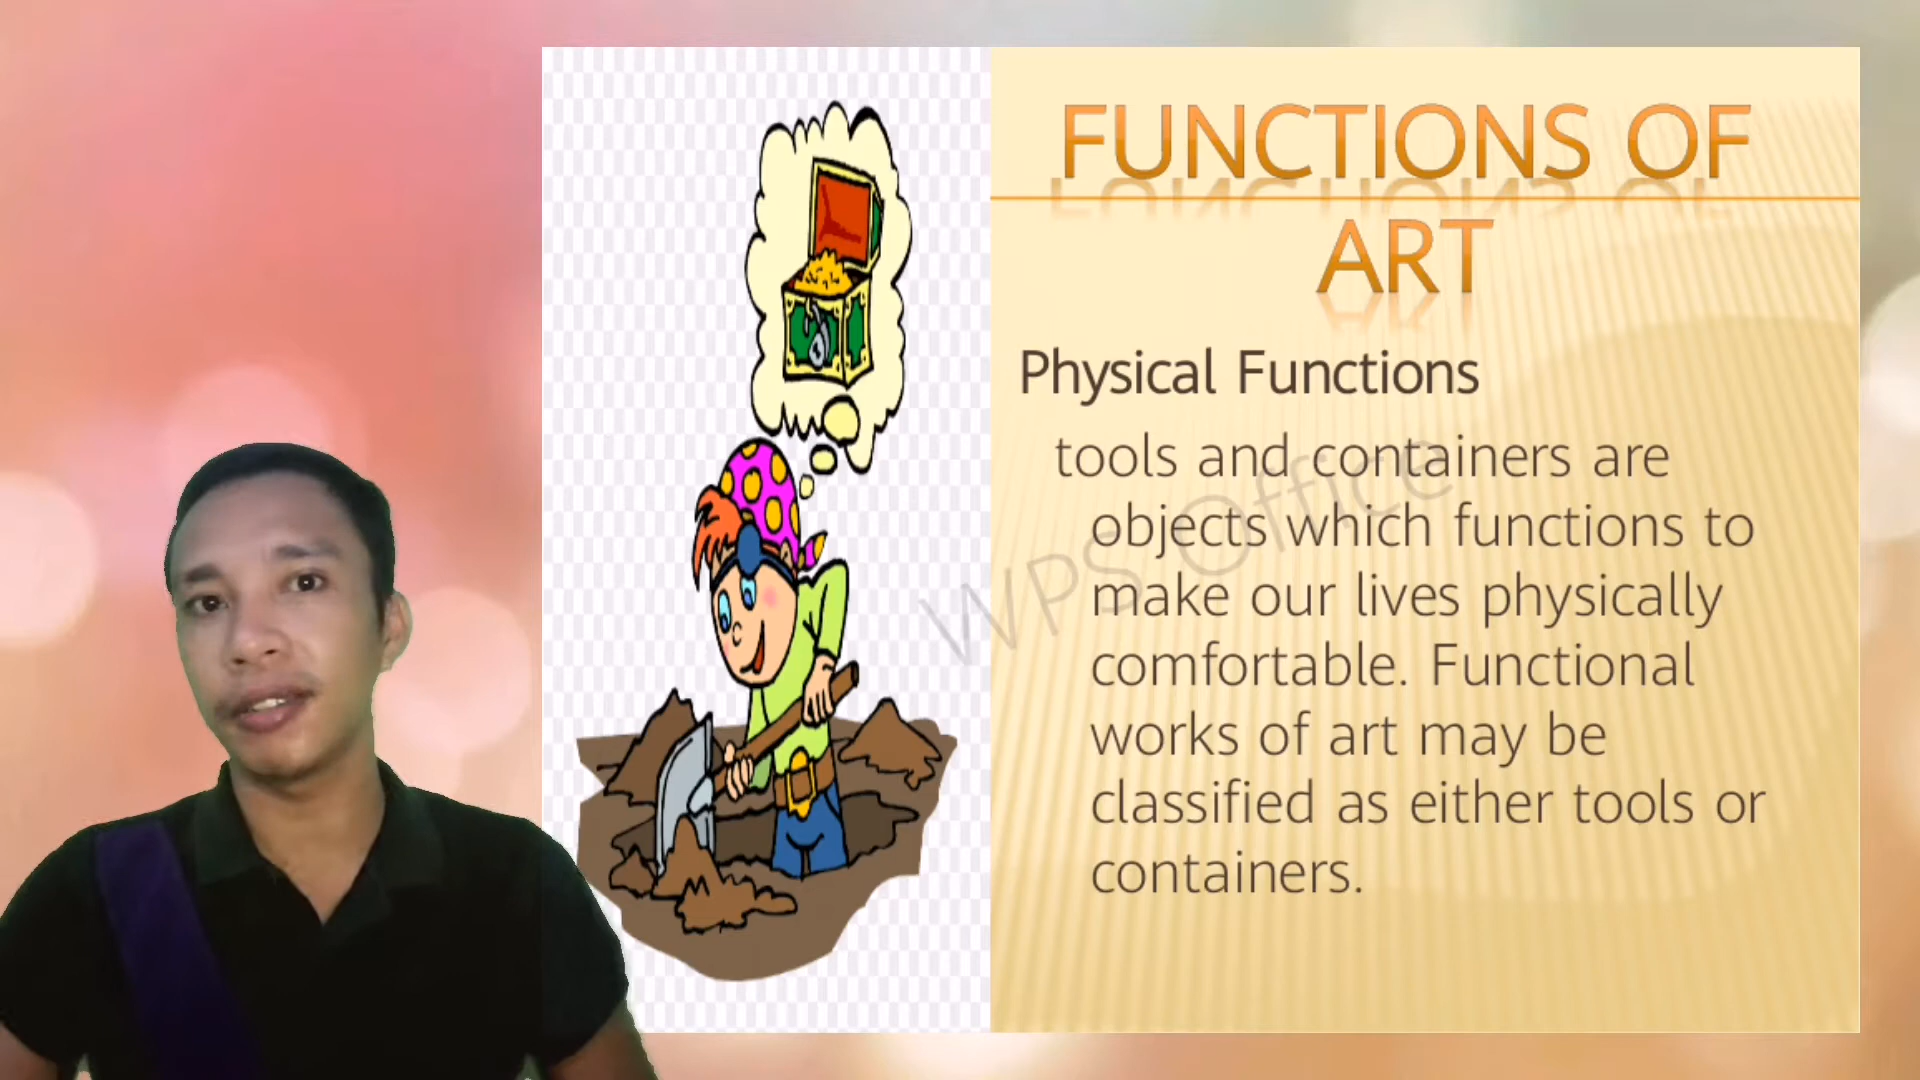 FUNCTIONS OF
ART
Physical Functions
tools and containers are
objects which functions to
make our lives physically
comfortable. Functional
works of art may be
classified as either tools or
containers.
WPS Office